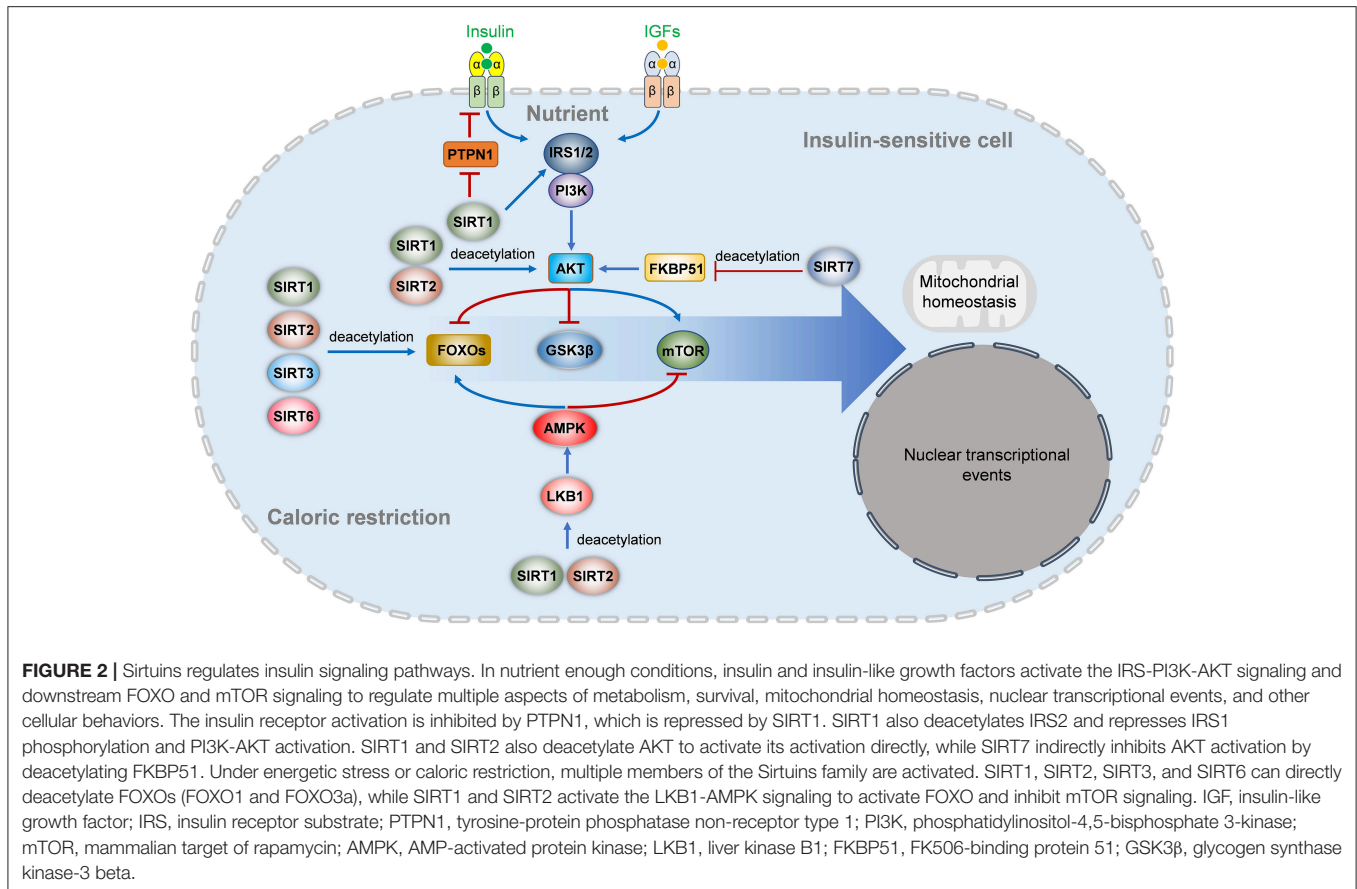 Insulin
IGFs
α α
α α
β β
β β
Nutrient
Insulin-sensitive cell
PTPN1
IRS1/2
PI3K
SIRT1
SIRT1
deacetylation
SIRT2
AKT
FKBP51
deacetylation
SIRT7
Mitochondrial
homeostasis
SIRT1
SIRT2
deacetylation
SIRT3
SIRT6
FOXOs
GSK3β
mTOR
AMPK
Nuclear transcriptional
events
LKB1
Caloric restriction
deacetylation
SIRT1
SIRT2
FIGURE 2 | Sirtuins regulates insulin signaling pathways. In nutrient enough conditions, insulin and insulin-like growth factors activate the IRS-PI3K-AKT signaling and
downstream FOXO and mTOR signaling to regulate multiple aspects of metabolism, survival, mitochondrial homeostasis, nuclear transcriptional events, and other
cellular behaviors. The insulin receptor activation is inhibited by PTPN1, which is repressed by SIRT1. SIRT1 also deacetylates IRS2 and represses IRS1
phosphorylation and PI3K-AKT activation. SIRT1 and SIRT2 also deacetylate AKT to activate its activation directly, while SIRT7 indirectly inhibits AKT activation by
deacetylating FKBP51. Under energetic stress or caloric restriction, multiple members of the Sirtuins family are activated. SIRT1, SIRT2, SIRT3, and SIRT6 can directly
deacetylate FOXOs (FOXO1 and FOXO3a), while SIRT1 and SIRT2 activate the LKB1-AMPK signaling to activate FOXO and inhibit mTOR signaling. IGF, insulin-like
growth factor; IRS, insulin receptor substrate; PTPN1, tyrosine-protein phosphatase non-receptor type 1; PI3K, phosphatidylinositol-4,5-bisphosphate 3-kinase;
mTOR, mammalian target of rapamycin; AMPK, AMP-activated protein kinase; LKB1, liver kinase B1; FKBP51, FK506-binding protein 51; GSK3β, glycogen synthase
kinase-3 beta.